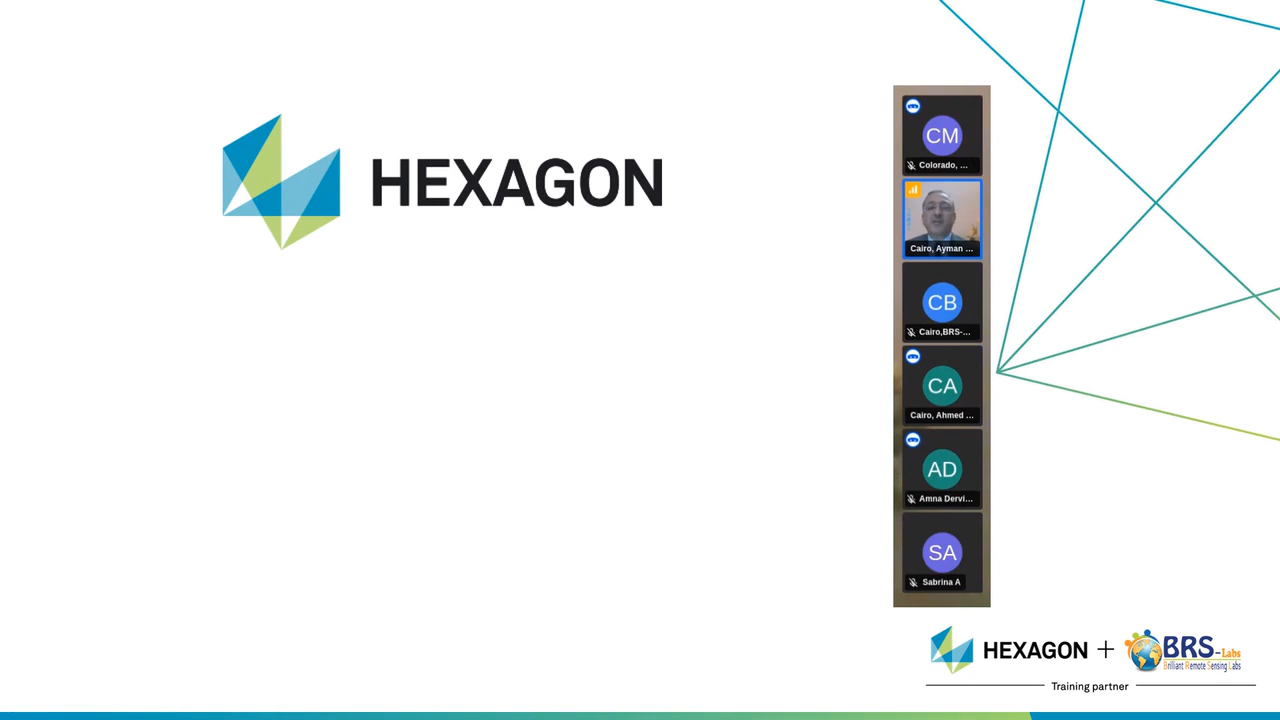 HEXAGON
CM
Colorado, ...
Cairo, Ayman ...
CB
Cairo,BRS-...
CA
Cairo, Ahmed ...
AD
Amna Dervi...
SA
Sabrina A
HEXAGON + BRS-Labs
Brilliant Remote Sensing Labs
Training partner